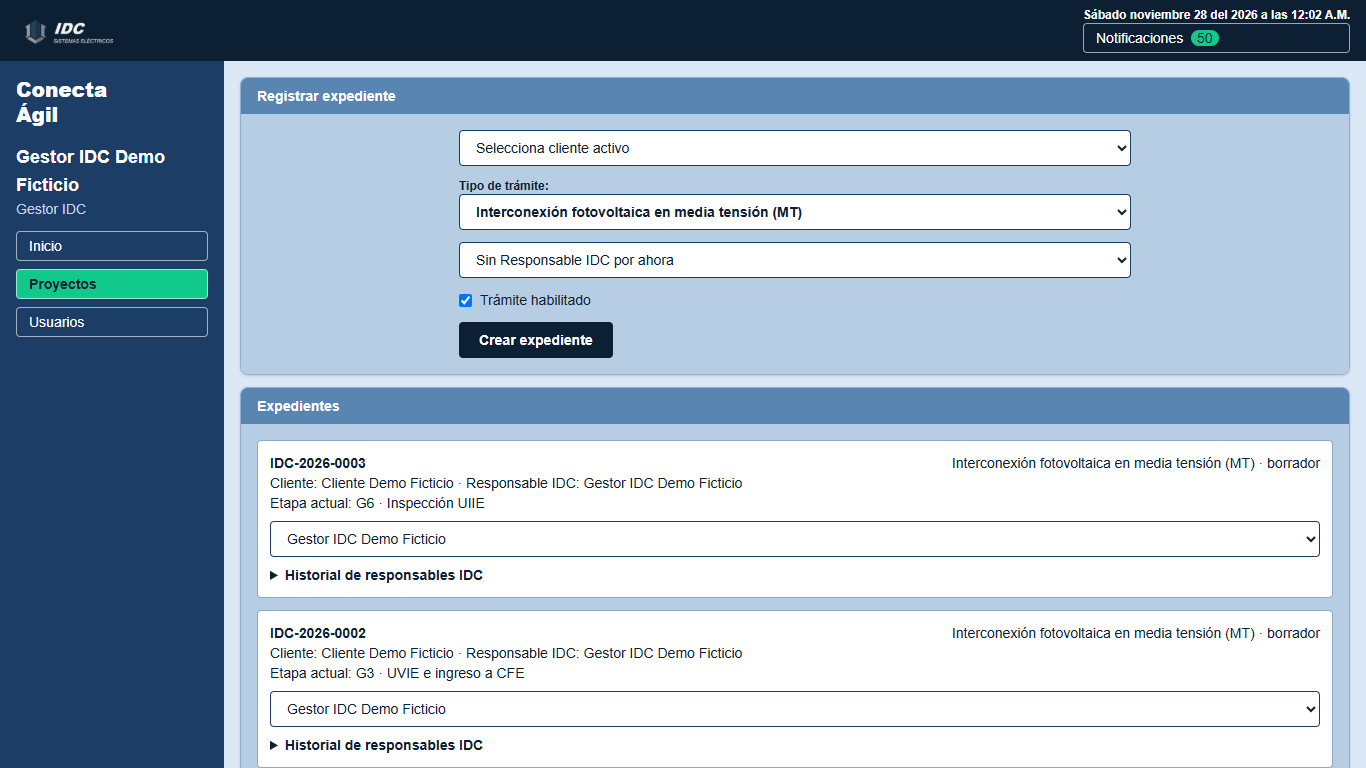 IDC
SISTEMAS ELÉCTRICOS
Sábado noviembre 28 del 2026 a las 12:02 A.M.
Notificaciones 50
Conecta
Ágil
Gestor IDC Demo
Ficticio
Gestor IDC
Inicio
Proyectos
Usuarios
Registrar expediente
Selecciona cliente activo
Tipo de trámite:
Interconexión fotovoltaica en media tensión (MT)
Sin Responsable IDC por ahora
Trámite habilitado
Crear expediente
Expedientes
IDC-2026-0003
Interconexión fotovoltaica en media tensión (MT) · borrador
Cliente: Cliente Demo Ficticio · Responsable IDC: Gestor IDC Demo Ficticio
Etapa actual: G6 · Inspección UIIE
Gestor IDC Demo Ficticio
Historial de responsables IDC
IDC-2026-0002
Interconexión fotovoltaica en media tensión (MT) · borrador
Cliente: Cliente Demo Ficticio · Responsable IDC: Gestor IDC Demo Ficticio
Etapa actual: G3 · UVIE e ingreso a CFE
Gestor IDC Demo Ficticio
Historial de responsables IDC